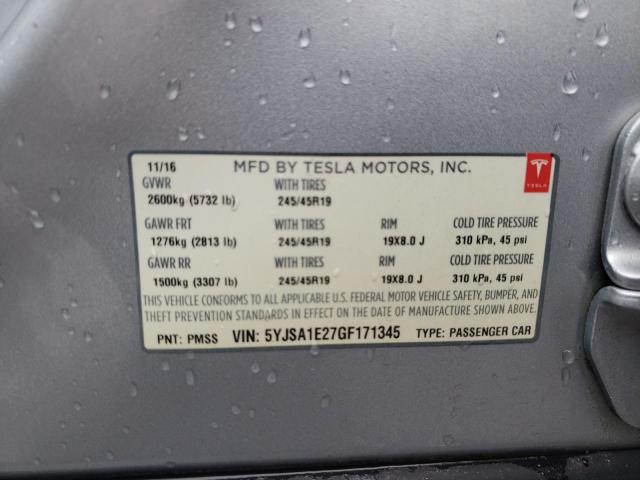 11/16 MFD BY TESLA MOTORS, INC.
GVWR WITH TIRES
2600kg (5732 lb) 245/45R19
GAWR FRT WITH TIRES RIM COLD TIRE PRESSURE
1276kg (2813 lb) 245/45R19 19X8.0 J 310 kPa, 45 psi
GAWR RR WITH TIRES RIM COLD TIRE PRESSURE
1500kg (3307 lb) 245/45R19 19X8.0 J 310 kPa, 45 psi
THIS VEHICLE CONFORMS TO ALL APPLICABLE U.S. FEDERAL MOTOR VEHICLE SAFETY, BUMPER, AND
THEFT PREVENTION STANDARDS IN EFFECT ON THE DATE OF MANUFACTURE SHOWN ABOVE.
PNT: PMSS VIN: 5YJSA1E27GF171345 TYPE: PASSENGER CAR
TESLA